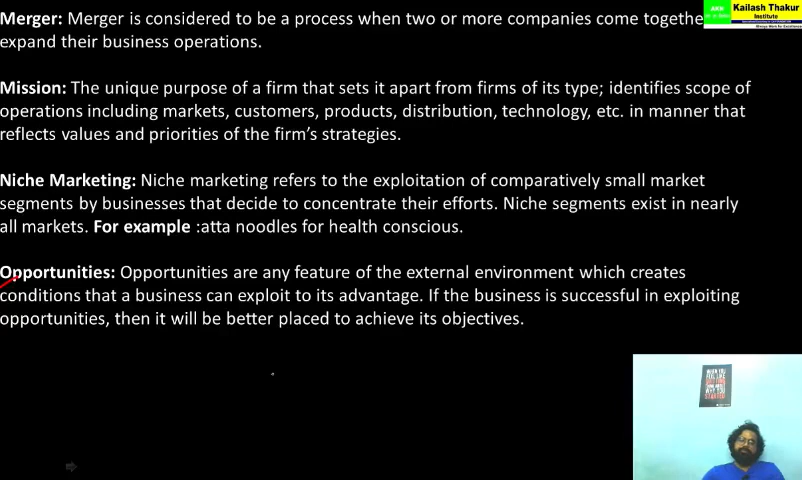 Merger: Merger is considered to be a process when two or more companies come togethe
expand their business operations.
Kailash Thakur
Institute
Mission: The unique purpose of a firm that sets it apart from firms of its type; identifies scope of
operations including markets, customers, products, distribution, technology, etc. in manner that
reflects values and priorities of the firm's strategies.
Niche Marketing: Niche marketing refers to the exploitation of comparatively small market
segments by businesses that decide to concentrate their efforts. Niche segments exist in nearly
all markets. For example :atta noodles for health conscious.
Opportunities: Opportunities are any feature of the external environment which creates
conditions that a business can exploit to its advantage. If the business is successful in exploiting
opportunities, then it will be better placed to achieve its objectives.